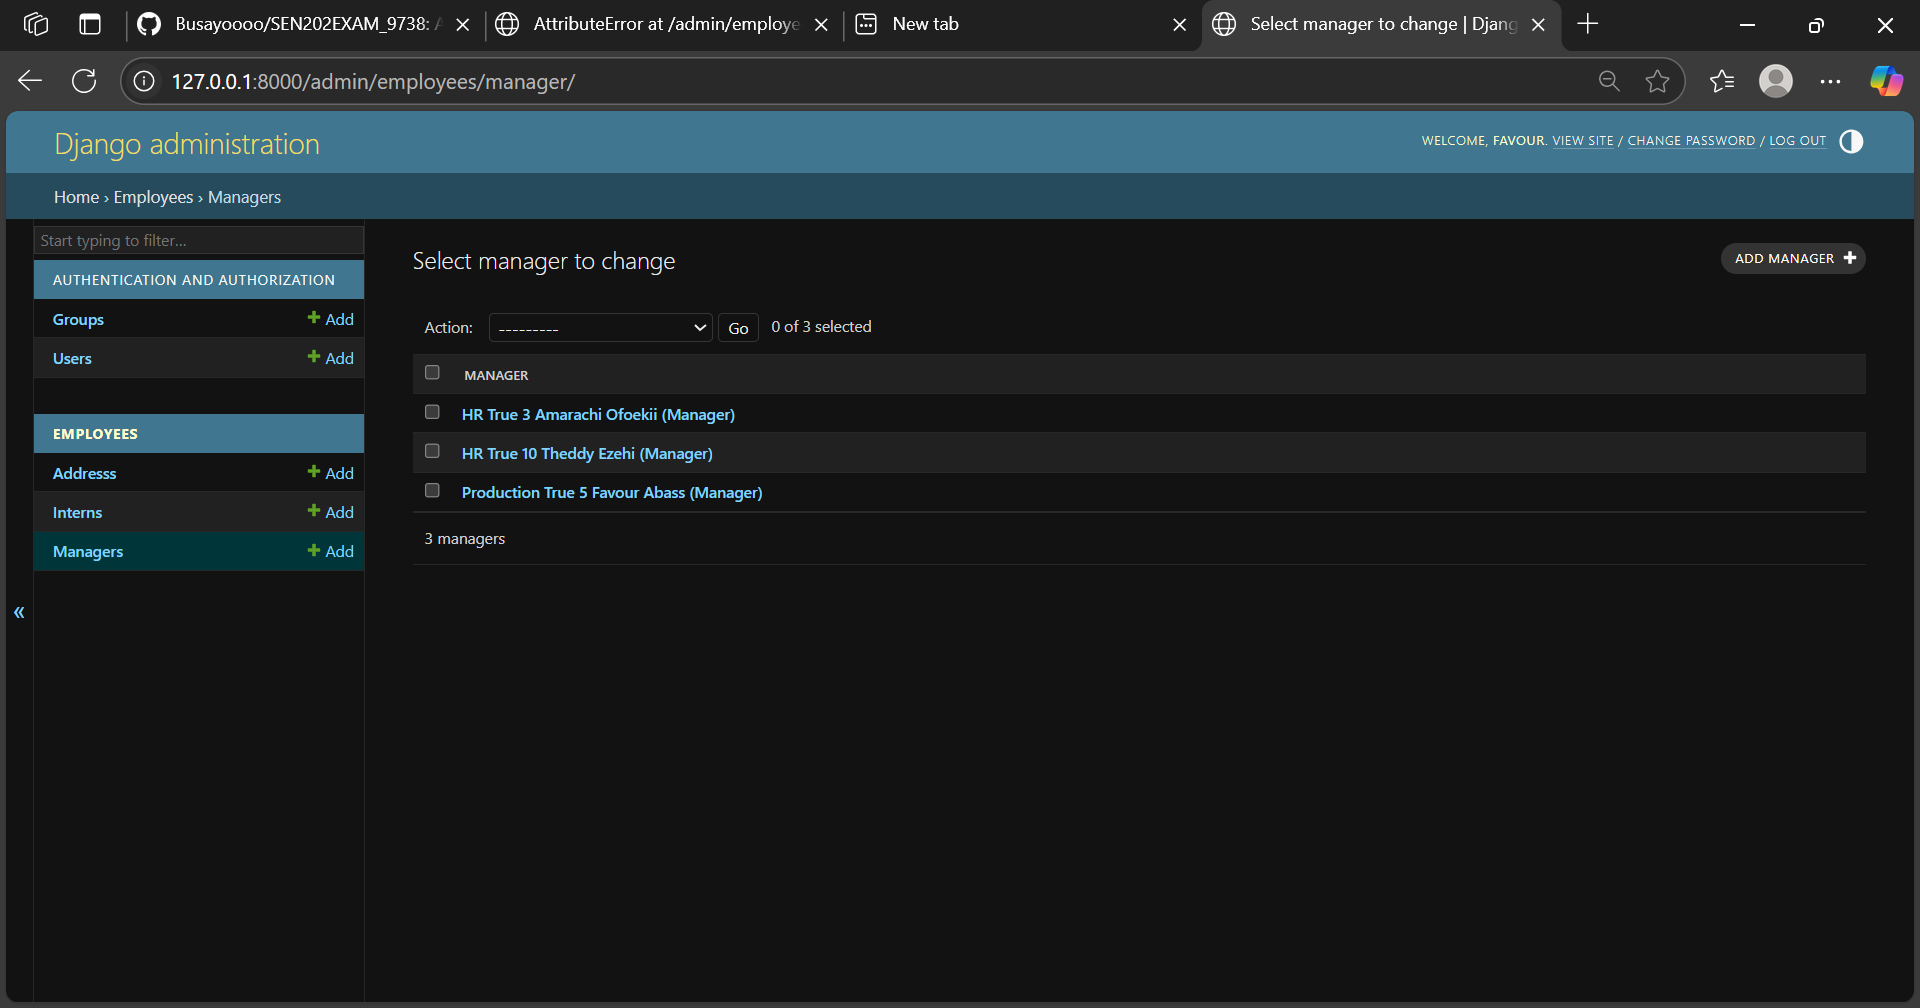 Busayoooo/SEN202EXAM_9738: A
AttributeError at /admin/employe
New tab
Select manager to change | Djang
127.0.0.1:8000/admin/employees/manager/
Django administration
WELCOME, FAVOUR. VIEW SITE / CHANGE PASSWORD / LOG OUT
Home › Employees › Managers
Start typing to filter...
AUTHENTICATION AND AUTHORIZATION
Groups + Add
Users + Add
EMPLOYEES
Addresss + Add
Interns + Add
Managers + Add
«
Select manager to change
ADD MANAGER +
Action: --------- Go 0 of 3 selected
MANAGER
HR True 3 Amarachi Ofoekii (Manager)
HR True 10 Theddy Ezehi (Manager)
Production True 5 Favour Abass (Manager)
3 managers